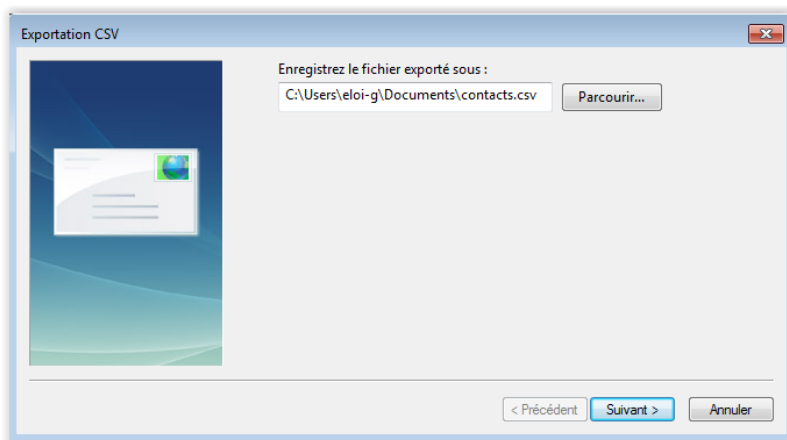 Exportation CSV
Enregistrez le fichier exporté sous :
C:\Users\eloi-g\Documents\contacts.csv
Parcourir...
< Précédent
Suivant >
Annuler